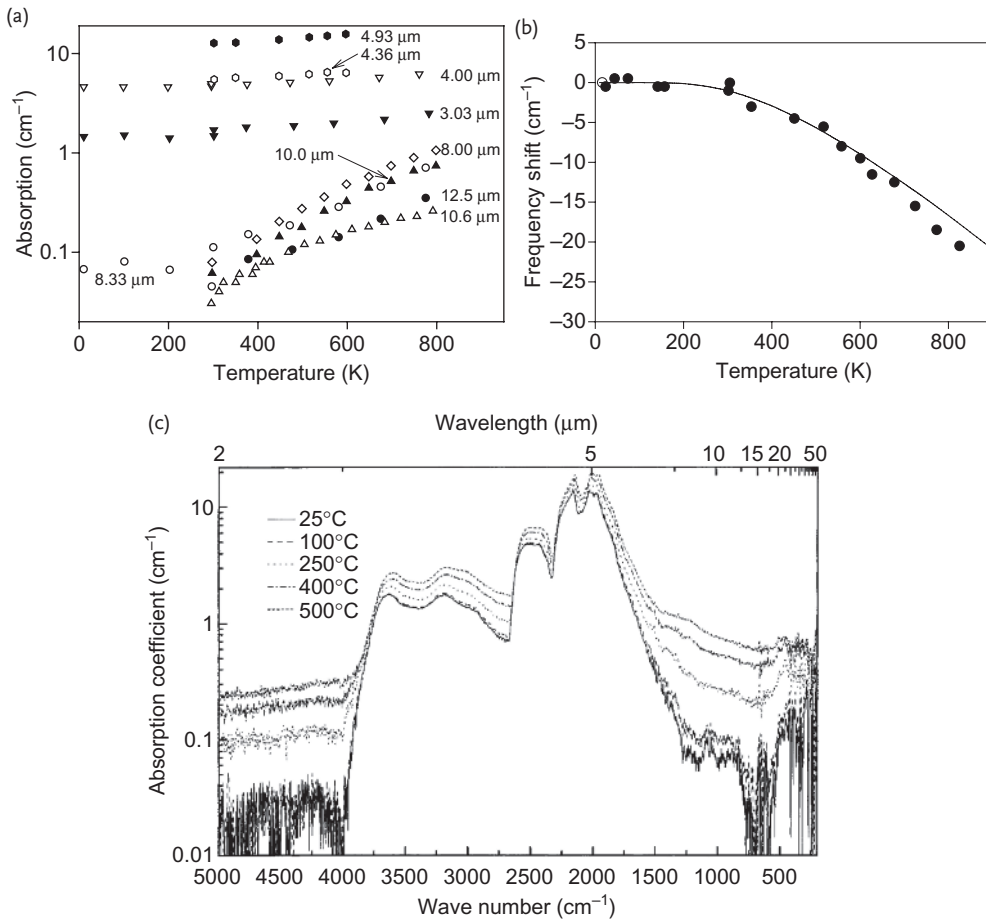 (a)
10
1
0.1
Absorption (cm⁻¹)
4.93 μm
4.36 μm
4.00 μm
3.03 μm
10.0 μm
8.00 μm
12.5 μm
10.6 μm
8.33 μm
0 200 400 600 800
Temperature (K)
(b)
5
0
−5
−10
−15
−20
−25
−30
Frequency shift (cm⁻¹)
0 200 400 600 800
Temperature (K)
(c)
Wavelength (μm)
2 5 10 15 20 50
10
1
0.1
0.01
Absorption coefficient (cm⁻¹)
25°C
100°C
250°C
400°C
500°C
5000 4500 4000 3500 3000 2500 2000 1500 1000 500
Wave number (cm⁻¹)